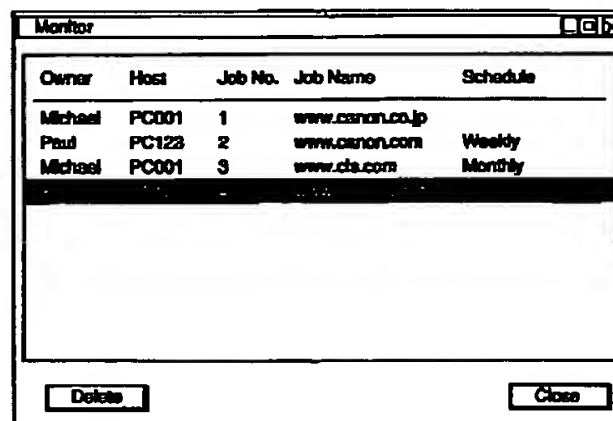 Monitor
Owner Host Job No. Job Name Schedule
Michael PC001 1 www.canon.co.jp
Paul PC123 2 www.canon.com Weekly
Michael PC001 3 www.cis.com Monthly
Delete Close